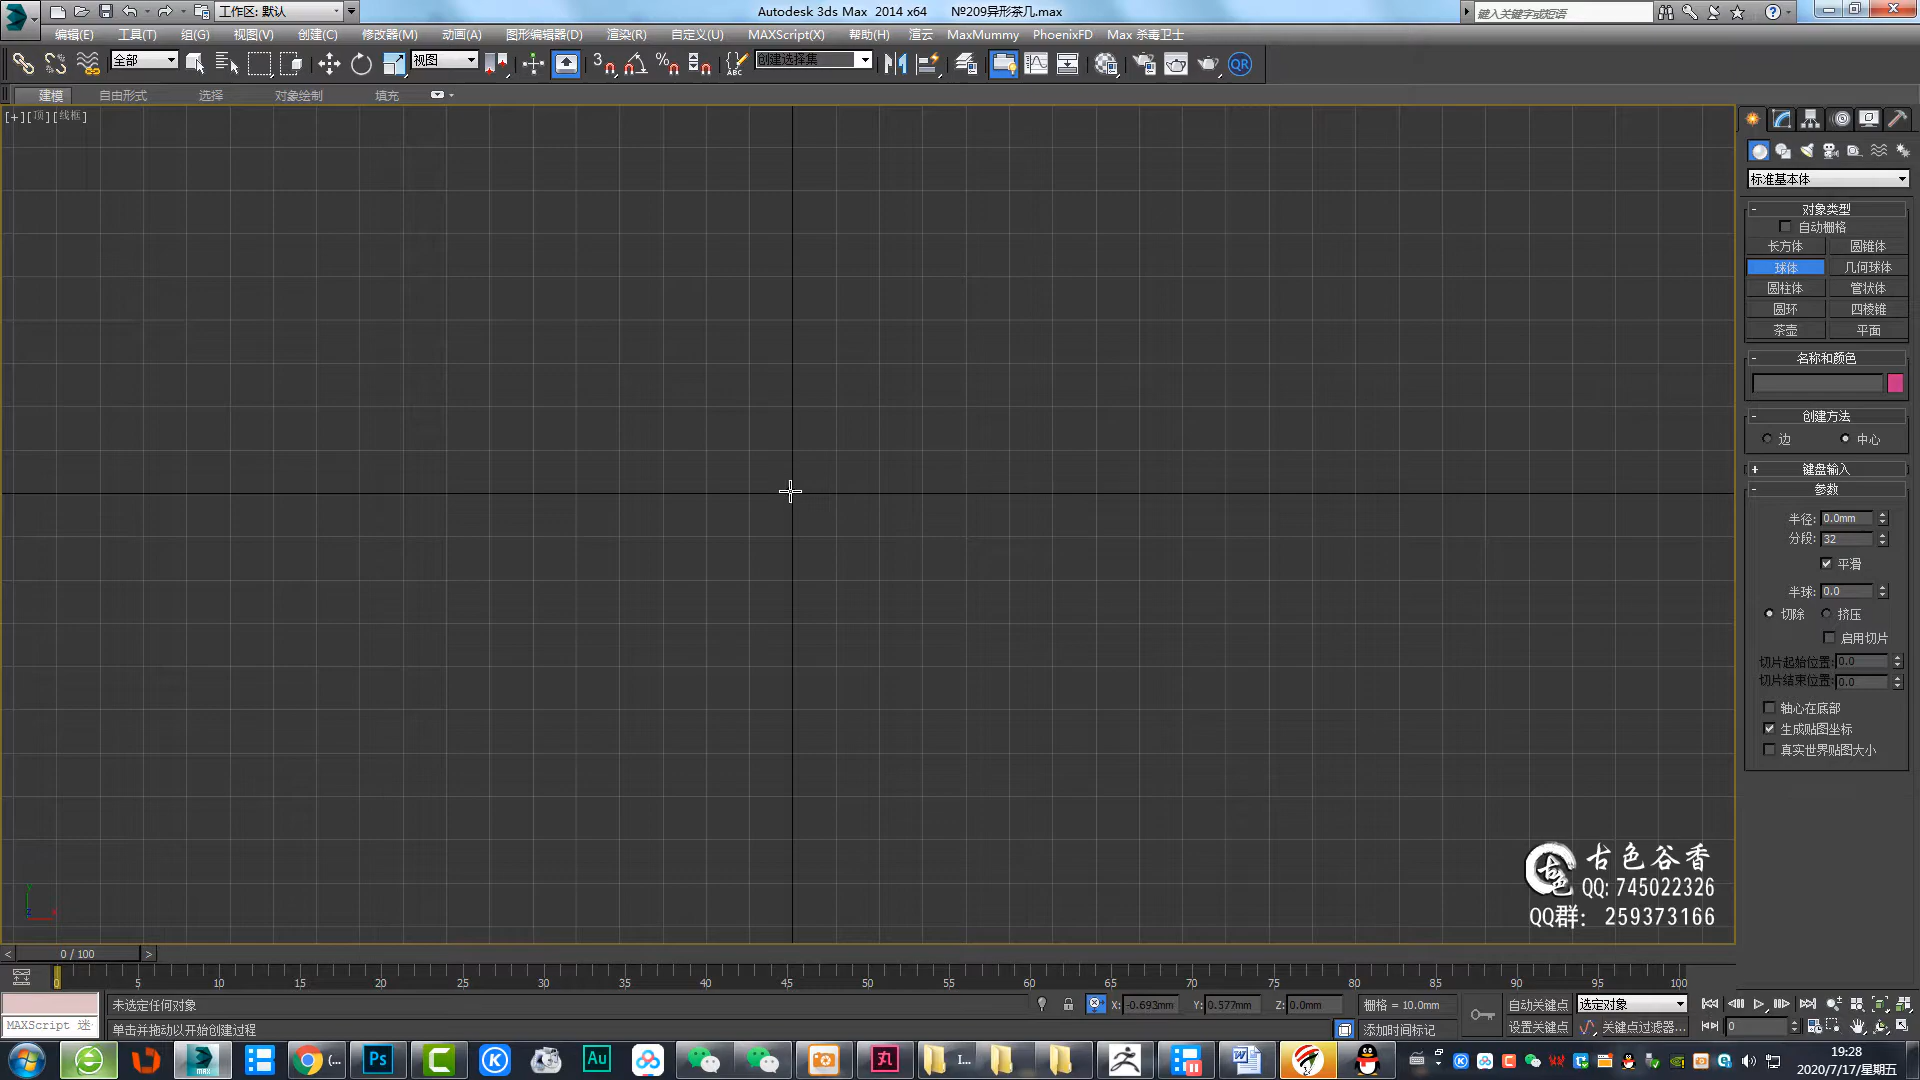 工作区: 默认
Autodesk 3ds Max 2014 x64 №209异形茶几.max
键入关键字或短语
编辑(E) 工具(T) 组(G) 视图(V) 创建(C) 修改器(M) 动画(A) 图形编辑器(D) 渲染(R) 自定义(U) MAXScript(X) 帮助(H) 渲云 MaxMummy PhoenixFD Max 杀毒卫士
全部 视图 创建选择集 QR
建模 自由形式 选择 对象绘制 填充
[+][顶][线框]
标准基本体
对象类型
自动栅格
长方体 圆锥体
球体 几何球体
圆柱体 管状体
圆环 四棱锥
茶壶 平面
名称和颜色
创建方法
边 中心
键盘输入
参数
半径: 0.0mm
分段: 32
平滑
半球: 0.0
切除 挤压
启用切片
切片起始位置: 0.0
切片结束位置: 0.0
轴心在底部
生成贴图坐标
真实世界贴图大小
古色谷香
QQ: 745022326
QQ群: 259373166
0 / 100
0 5 10 15 20 25 30 35 40 45 50 55 60 65 70 75 80 85 90 95 100
未选定任何对象 X: -0.693mm Y: 0.577mm Z: 0.0mm 栅格 = 10.0mm 自动关键点 选定对象
MAXScript 迷 单击并拖动以开始创建过程 添加时间标记 设置关键点 关键点过滤器... 0
19:28
2020/7/17/星期五